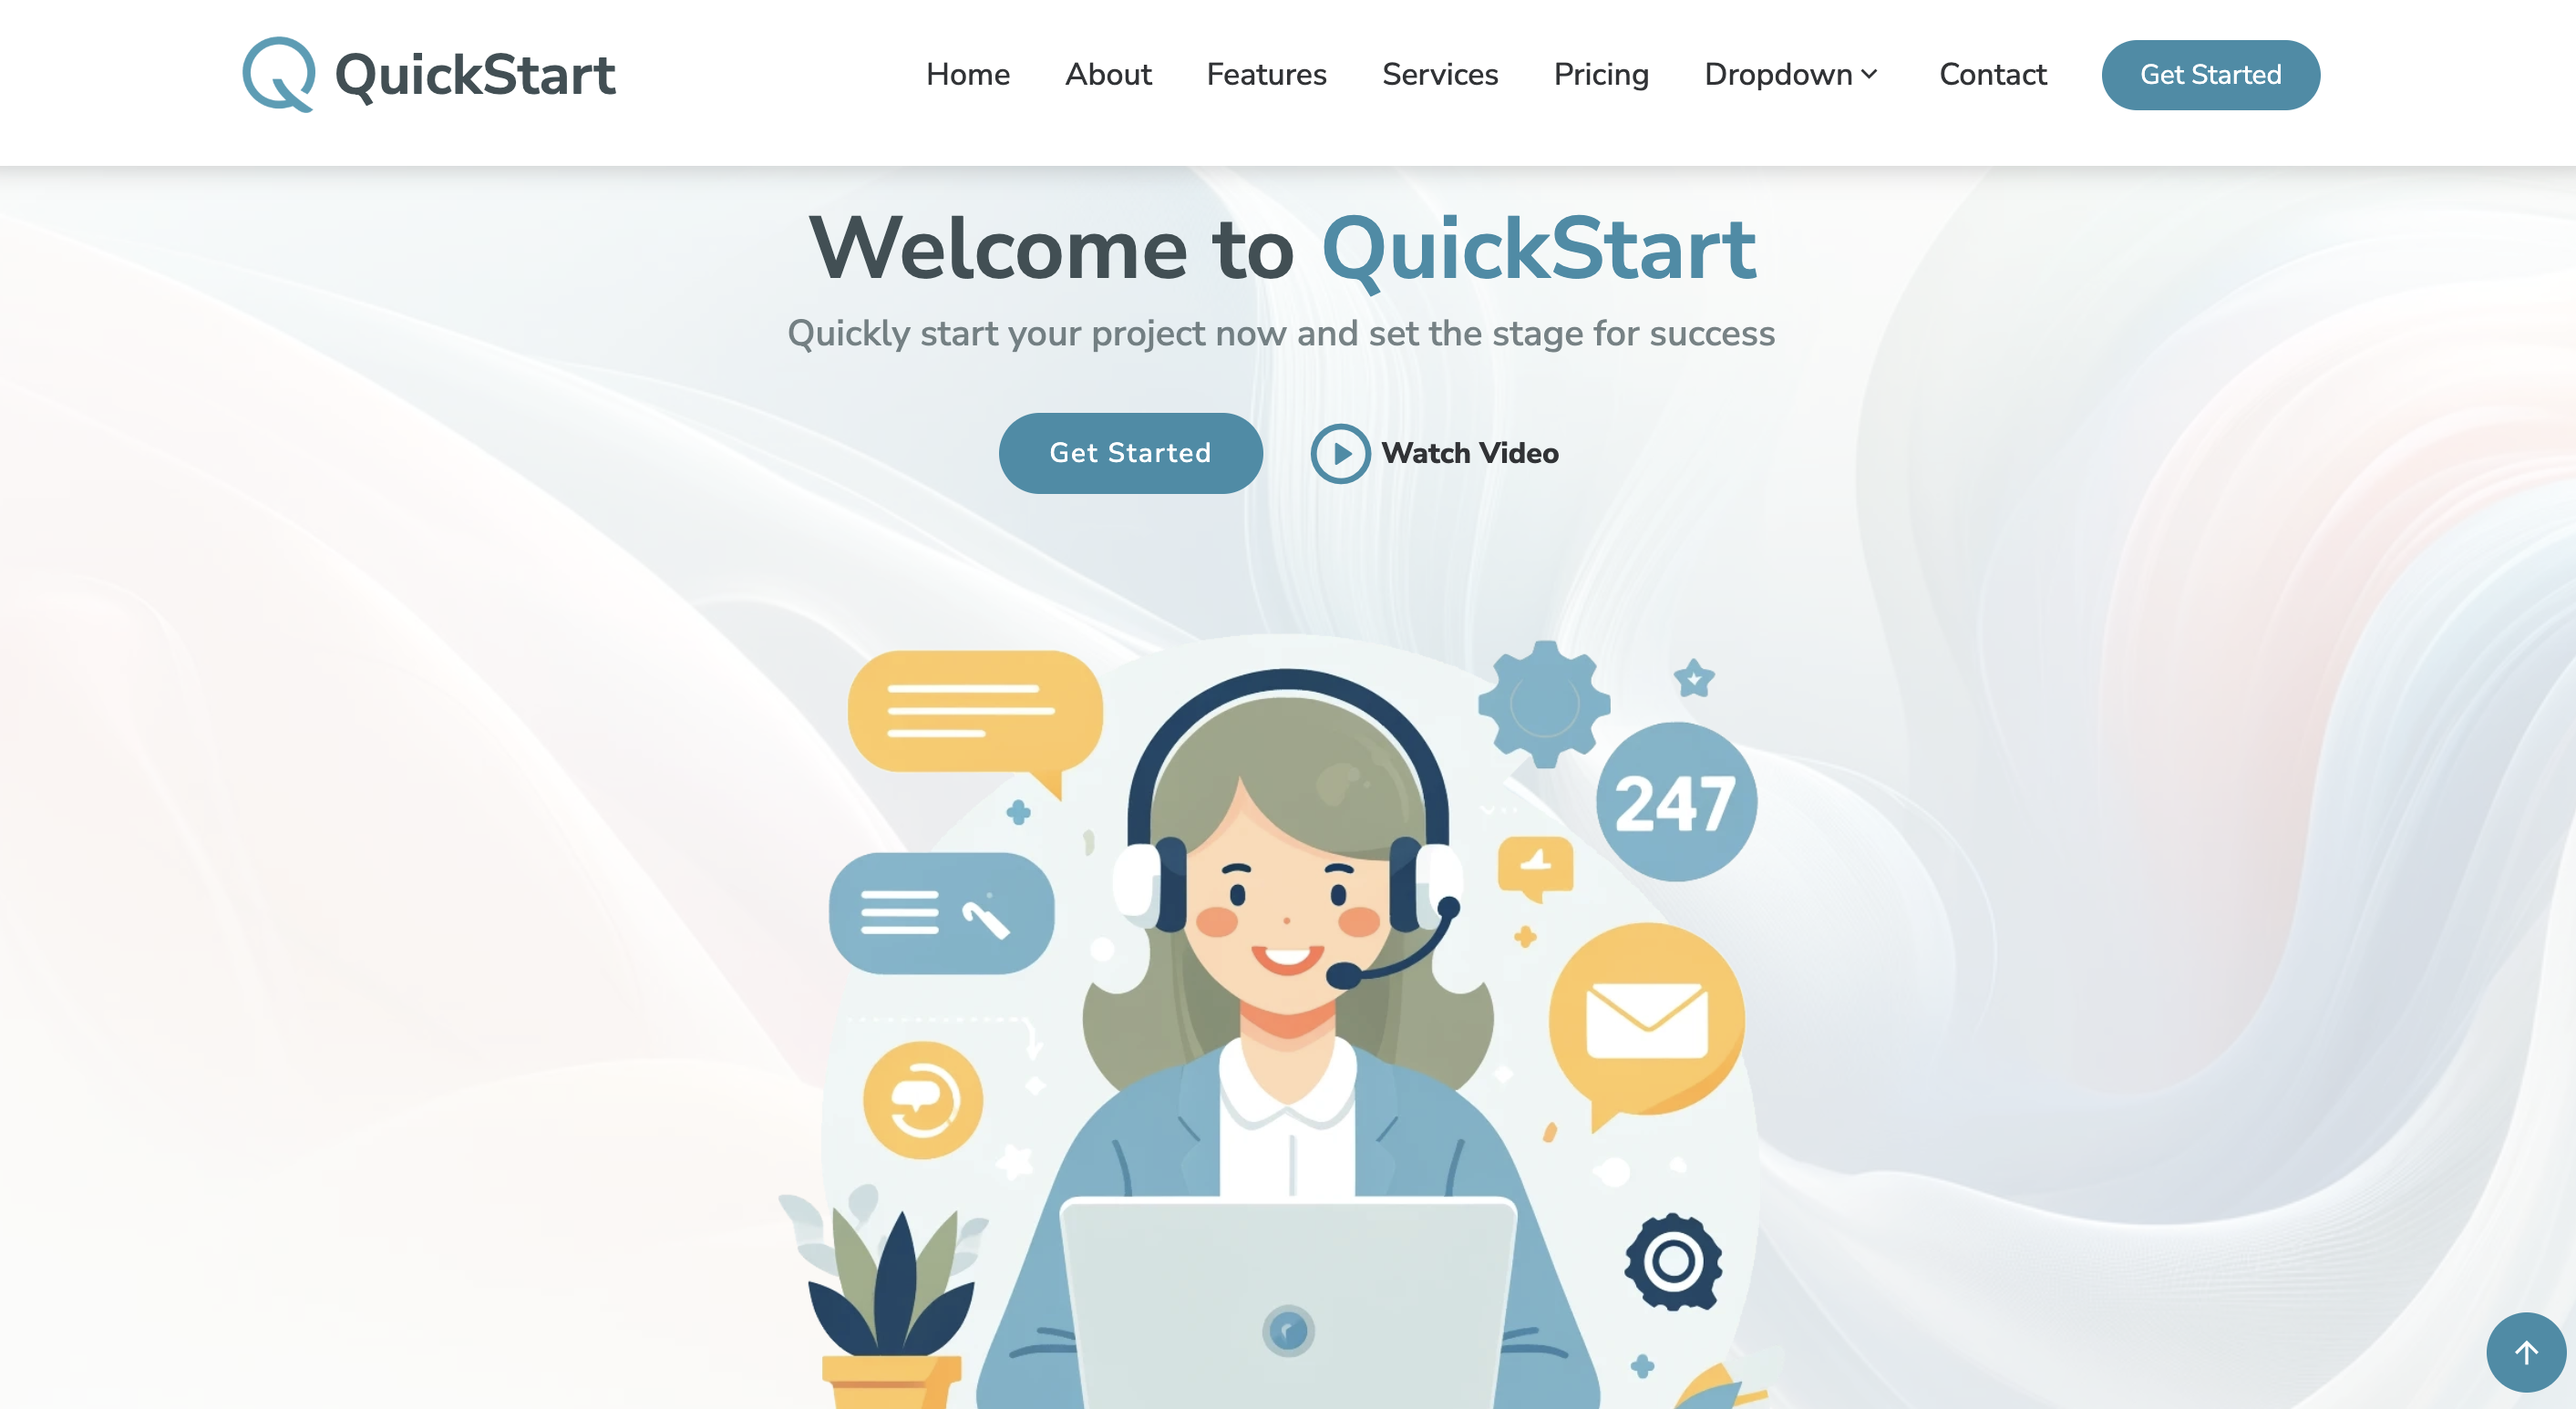 QuickStart
Home About Features Services Pricing Dropdown Contact Get Started
Welcome to QuickStart
Quickly start your project now and set the stage for success
Get Started Watch Video
247